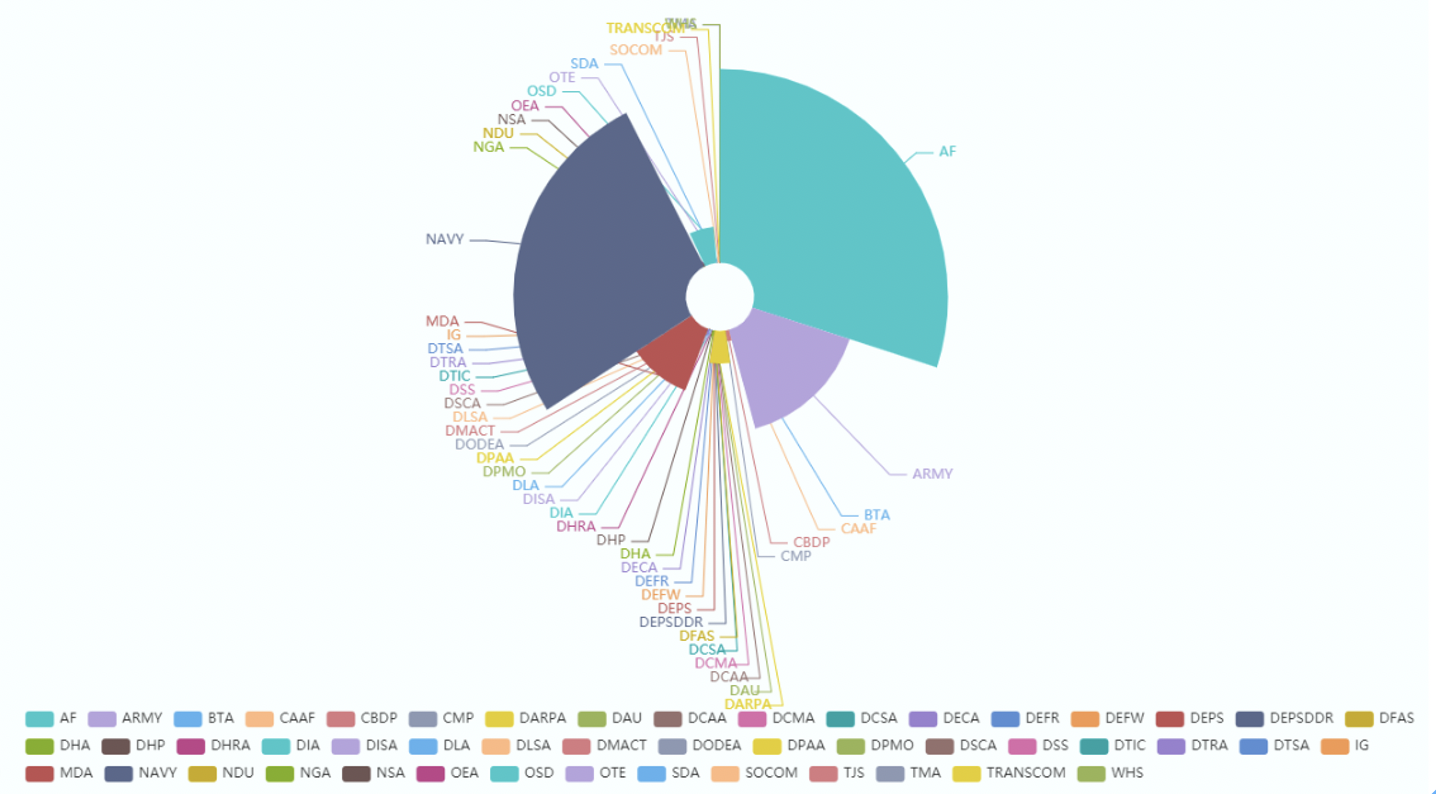 WHS
TRANSCOM
TJS
SOCOM
SDA
OTE
OSD
OEA
NSA
NDU
NGA
AF
NAVY
MDA
IG
DTSA
DTRA
DTIC
DSS
DSCA
DLSA
DMACT
DODEA
DPAA
DPMO
DLA
DISA
DIA
DHRA
DHP
DHA
DECA
DEFR
DEFW
DEPS
DEPSDDR
DFAS
DCSA
DCMA
DCAA
DAU
DARPA
ARMY
BTA
CAAF
CBDP
CMP
AF ARMY BTA CAAF CBDP CMP DARPA DAU DCAA DCMA DCSA DECA DEFR DEFW DEPS DEPSDDR DFAS
DHA DHP DHRA DIA DISA DLA DLSA DMACT DODEA DPAA DPMO DSCA DSS DTIC DTRA DTSA IG
MDA NAVY NDU NGA NSA OEA OSD OTE SDA SOCOM TJS TMA TRANSCOM WHS